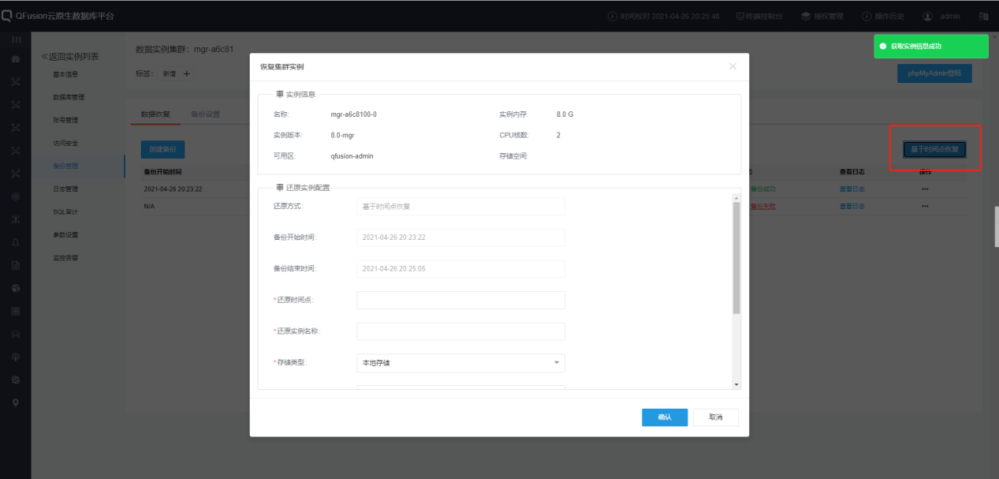 QFusion云原生数据库平台
时间校对 2021-04-26 20:25:48 终端控制台 授权管理 操作历史 admin
返回实例列表
数据实例集群：mgr-a6c81
获取实例信息成功
标签： 新增 +
phpMyAdmin登陆
基本信息
数据库管理
账号管理
访问安全
备份管理
日志管理
SQL审计
参数设置
监控告警
数据恢复 备份设置
创建备份
基于时间点恢复
备份开始时间
查看日志 操作
2021-04-26 20:23:22
备份成功 查看日志 •••
N/A
备份失败 查看日志 •••
恢复集群实例
实例信息
名称: mgr-a6c8100-0 实例内存: 8.0 G
实例版本: 8.0-mgr CPU核数: 2
可用区: qfusion-admin 存储空间:
还原实例配置
还原方式: 基于时间点恢复
备份开始时间: 2021-04-26 20:23:22
备份结束时间: 2021-04-26 20:25:05
*还原时间点:
*还原实例名称:
*存储类型: 本地存储
确认 取消